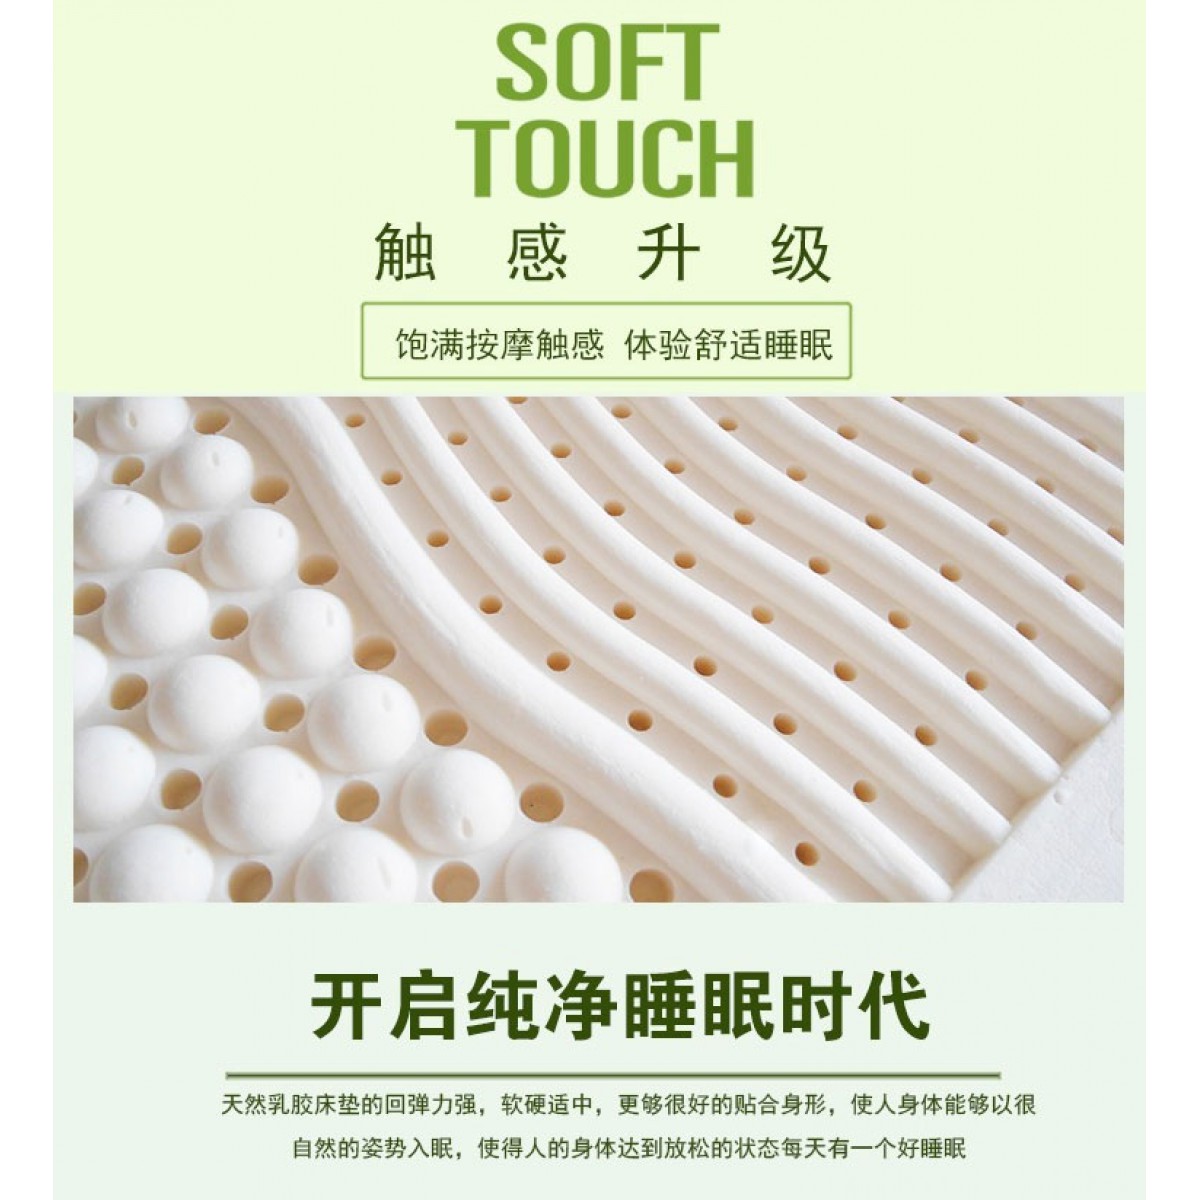 SOFT
TOUCH
触感升级
饱满按摩触感 体验舒适睡眠
开启纯净睡眠时代
天然乳胶床垫的回弹力强，软硬适中，更够很好的贴合身形，使人身体能够以很
自然的姿势入眠，使得人的身体达到放松的状态每天有一个好睡眠